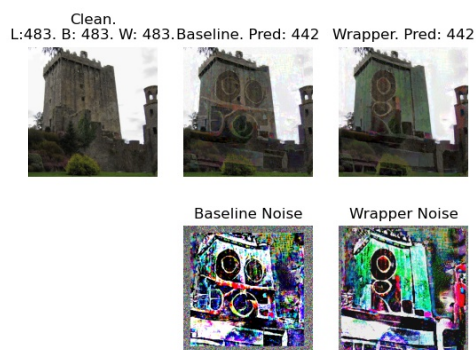 Clean.
L:483. B: 483. W: 483.
Baseline. Pred: 442
Wrapper. Pred: 442
Baseline Noise
Wrapper Noise